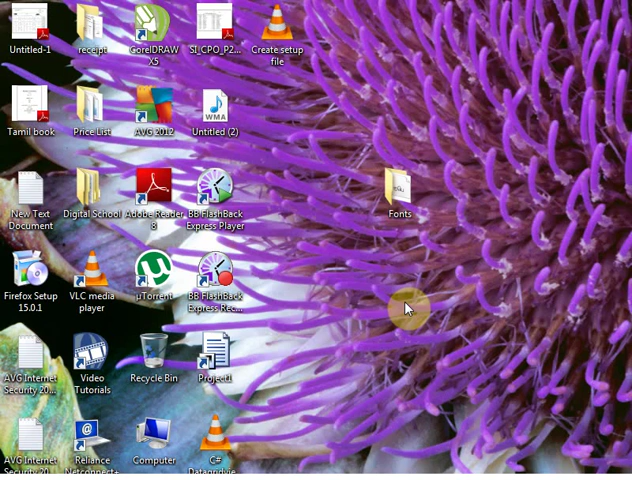 Untitled-1
receipt
CorelDRAW
X5
SI_CPO_P2...
Create setup
file
Tamil book
Price List
AVG 2012
WMA
Untitled (2)
New Text
Document
Digital School
Adobe Reader
8
BB FlashBack
Express Player
Fonts
Firefox Setup
15.0.1
VLC media
player
µTorrent
BB FlashBack
Express Rec...
AVG Internet
Security 20...
Video
Tutorials
Recycle Bin
Project1
AVG Internet
Security 20...
Reliance
Netconnect+
Computer
C#
Datagridvie...